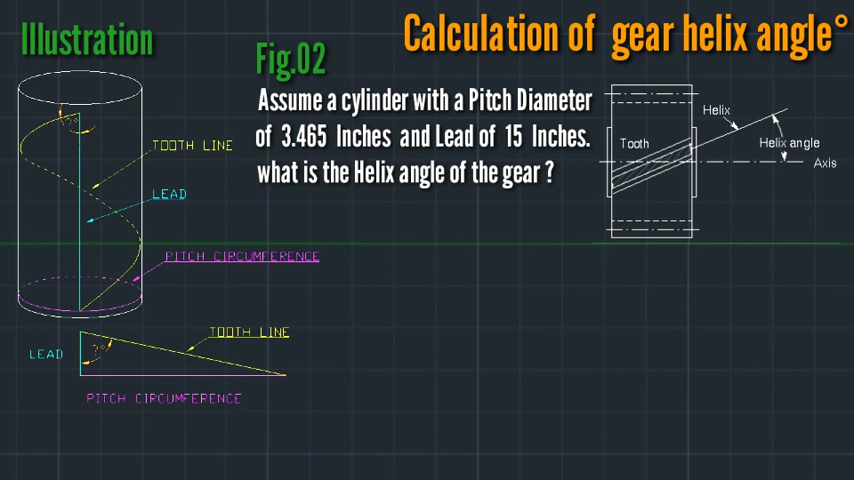 Illustration
Calculation of gear helix angle°
Fig.02
Assume a cylinder with a Pitch Diameter
of 3.465 Inches and Lead of 15 Inches.
what is the Helix angle of the gear ?
?°
TOOTH LINE
LEAD
PITCH CIRCUMFERENCE
Helix
Tooth
Helix angle
Axis
TOOTH LINE
LEAD
?°
PITCH CIRCUMFERENCE